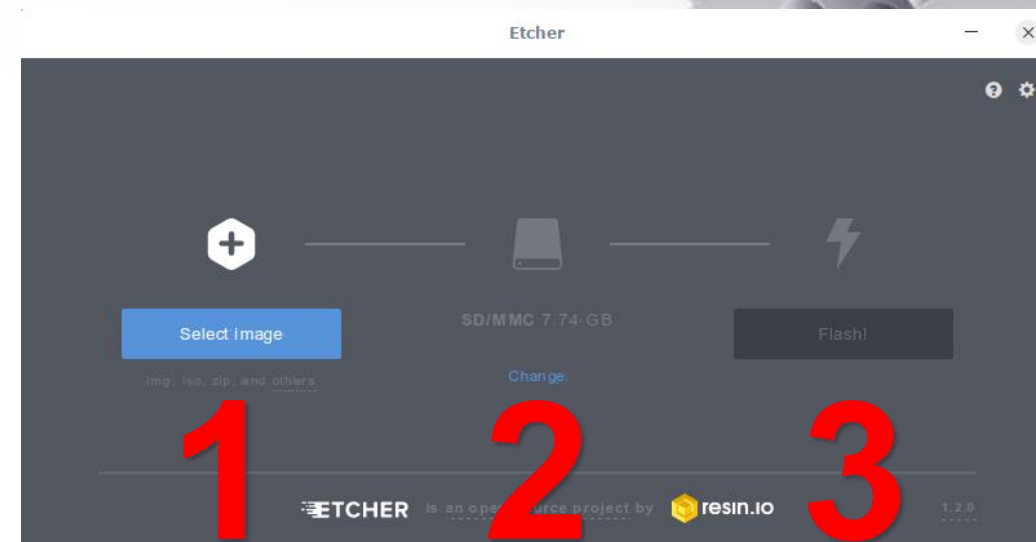 Etcher
Select image
SD/MMC 7.74 GB
Flash!
img, iso, zip, and others
Change
1 2 3
ETCHER is an open source project by resin.io
1.2.0